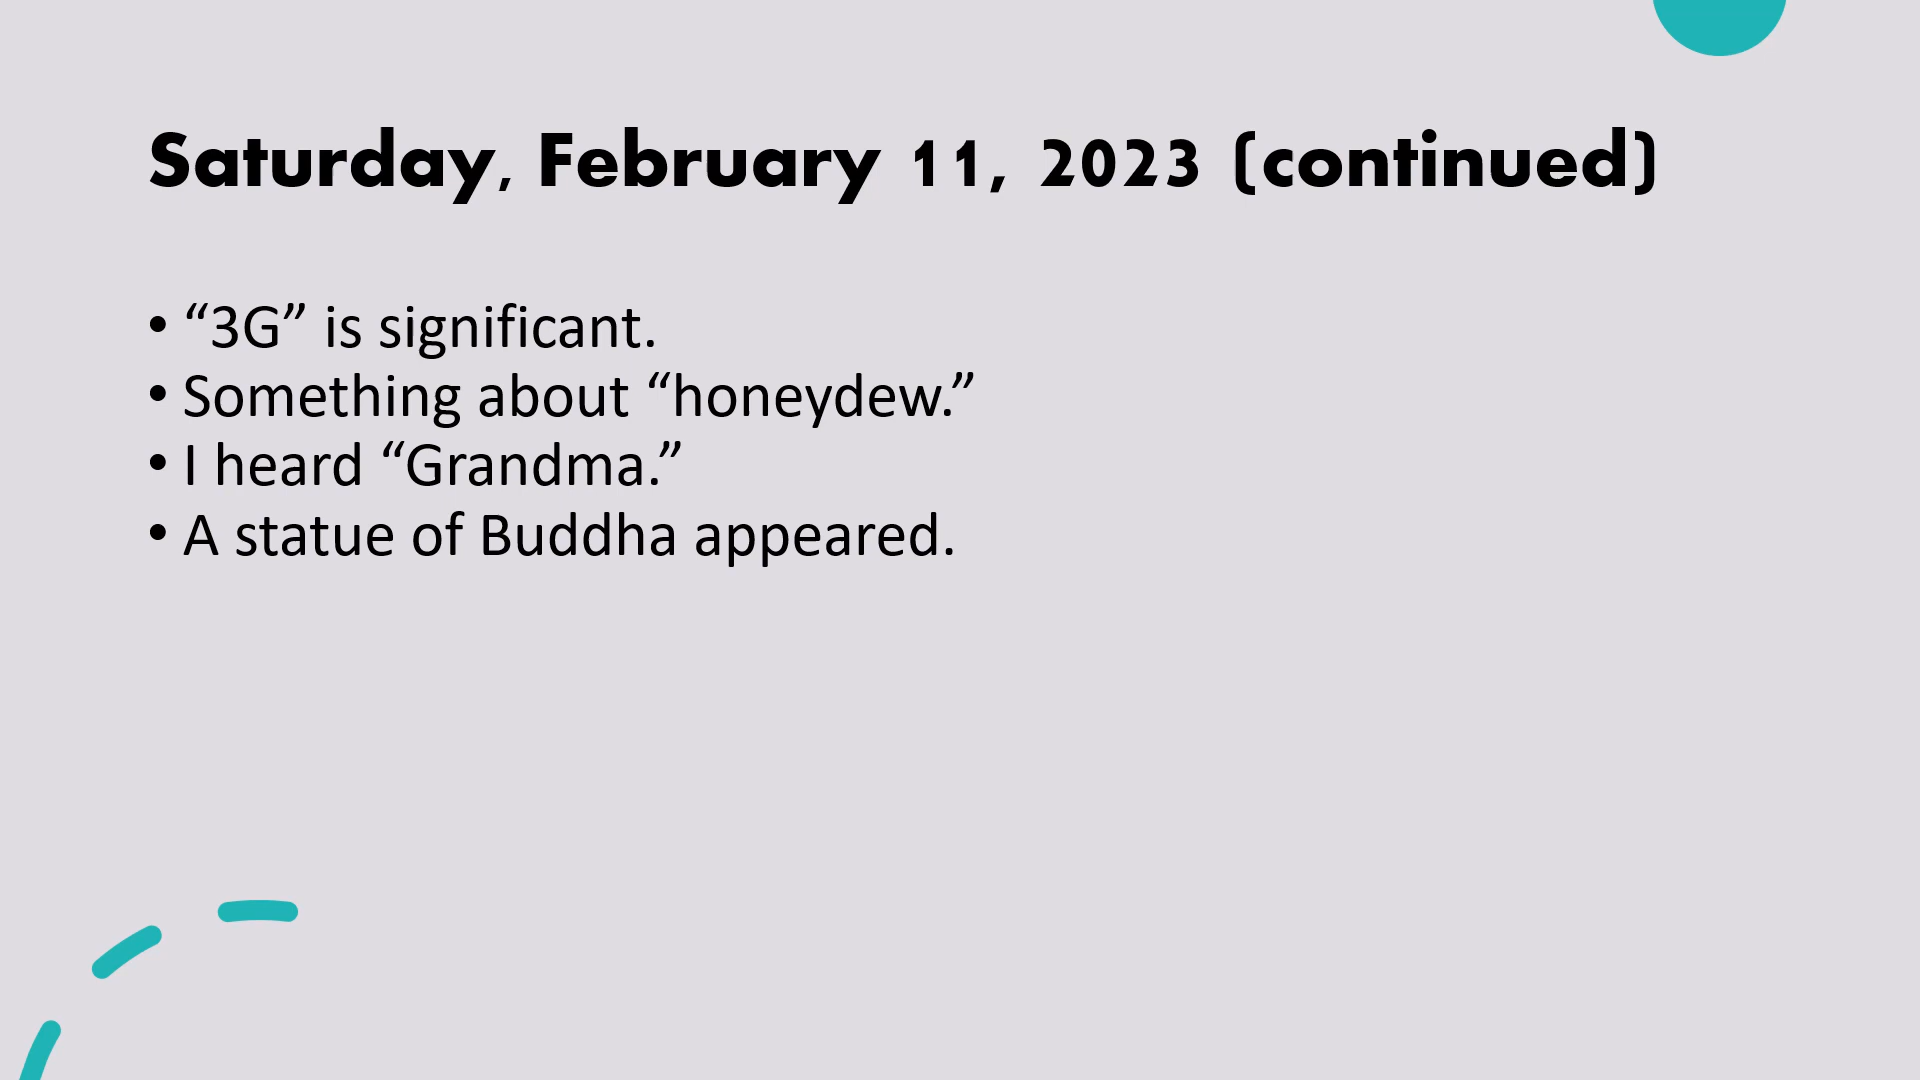 Saturday, February 11, 2023 (continued)
• “3G” is significant.
• Something about “honeydew.”
• I heard “Grandma.”
• A statue of Buddha appeared.